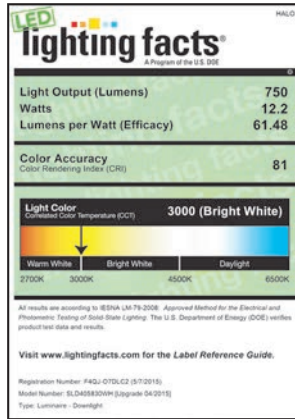 HALO
LED
lighting facts®
A Program of the U.S. DOE
Light Output (Lumens) 750
Watts 12.2
Lumens per Watt (Efficacy) 61.48
Color Accuracy 81
Color Rendering Index (CRI)
Light Color
Correlated Color Temperature (CCT) 3000 (Bright White)
Warm White Bright White Daylight
2700K 3000K 4500K 6500K
All results are according to IESNA LM-79-2008: Approved Method for the Electrical and
Photometric Testing of Solid-State Lighting. The U.S. Department of Energy (DOE) verifies
product test data and results.
Visit www.lightingfacts.com for the Label Reference Guide.
Registration Number: F4QJ-O7DLC2 (5/7/2015)
Model Number: SLD405830WH [Upgrade 04/2015]
Type: Luminaire - Downlight